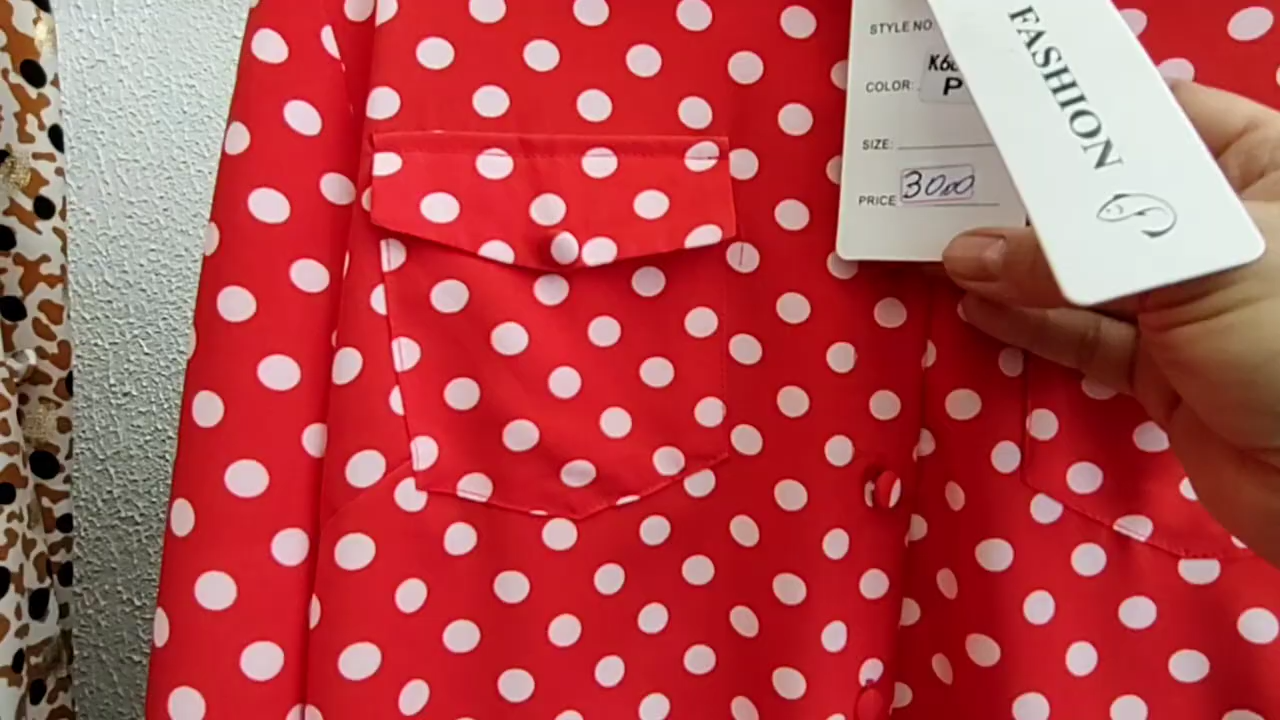 STYLE NO:
COLOR: P
SIZE:
PRICE 3000
FASHION